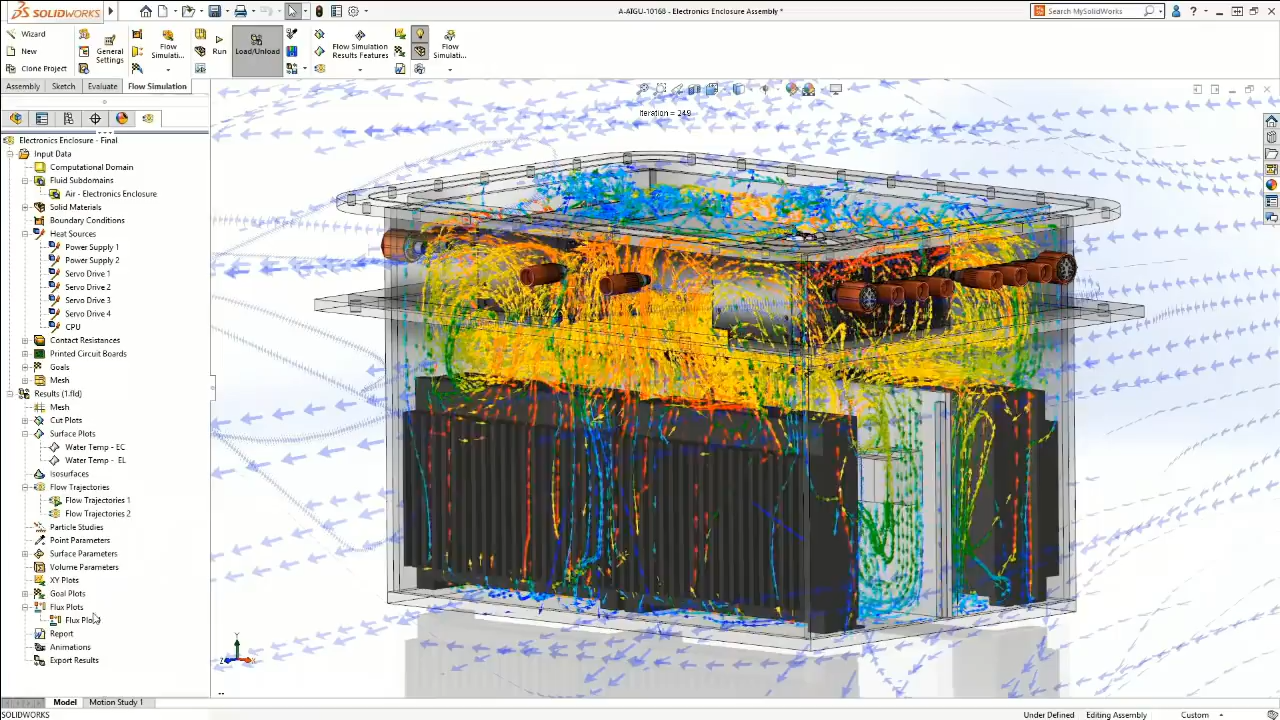 SOLIDWORKS
A-ATGU-10168 - Electronics Enclosure Assembly *
Search MySolidWorks
Wizard
New
Clone Project
General
Settings
Flow
Simulati...
Run
Load/Unload
Flow Simulation
Results Features
Flow
Simulati...
Assembly
Sketch
Evaluate
Flow Simulation
Iteration = 249
Electronics Enclosure - Final
Input Data
Computational Domain
Fluid Subdomains
Air - Electronics Enclosure
Solid Materials
Boundary Conditions
Heat Sources
Power Supply 1
Power Supply 2
Servo Drive 1
Servo Drive 2
Servo Drive 3
Servo Drive 4
CPU
Contact Resistances
Printed Circuit Boards
Goals
Mesh
Results (1.fld)
Mesh
Cut Plots
Surface Plots
Water Temp - EC
Water Temp - EL
Isosurfaces
Flow Trajectories
Flow Trajectories 1
Flow Trajectories 2
Particle Studies
Point Parameters
Surface Parameters
Volume Parameters
XY Plots
Goal Plots
Flux Plots
Flux Plot
Report
Animations
Export Results
Y
Z
X
Model
Motion Study 1
SOLIDWORKS
Under Defined
Editing Assembly
Custom